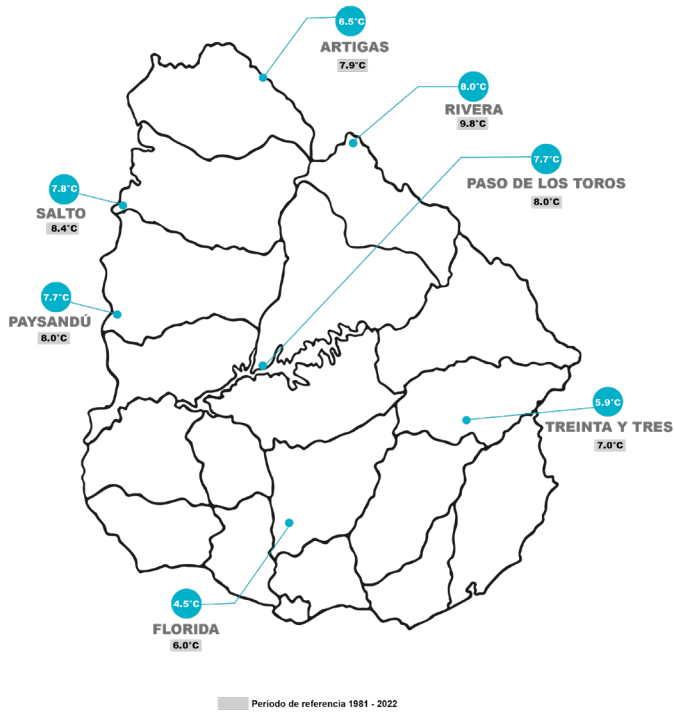 6.5°C
ARTIGAS
7.9°C
8.0°C
RIVERA
9.8°C
7.7°C
PASO DE LOS TOROS
8.0°C
7.8°C
SALTO
8.4°C
7.7°C
PAYSANDÚ
8.0°C
5.9°C
TREINTA Y TRES
7.0°C
4.5°C
FLORIDA
6.0°C
Periodo de referencia 1981 - 2022